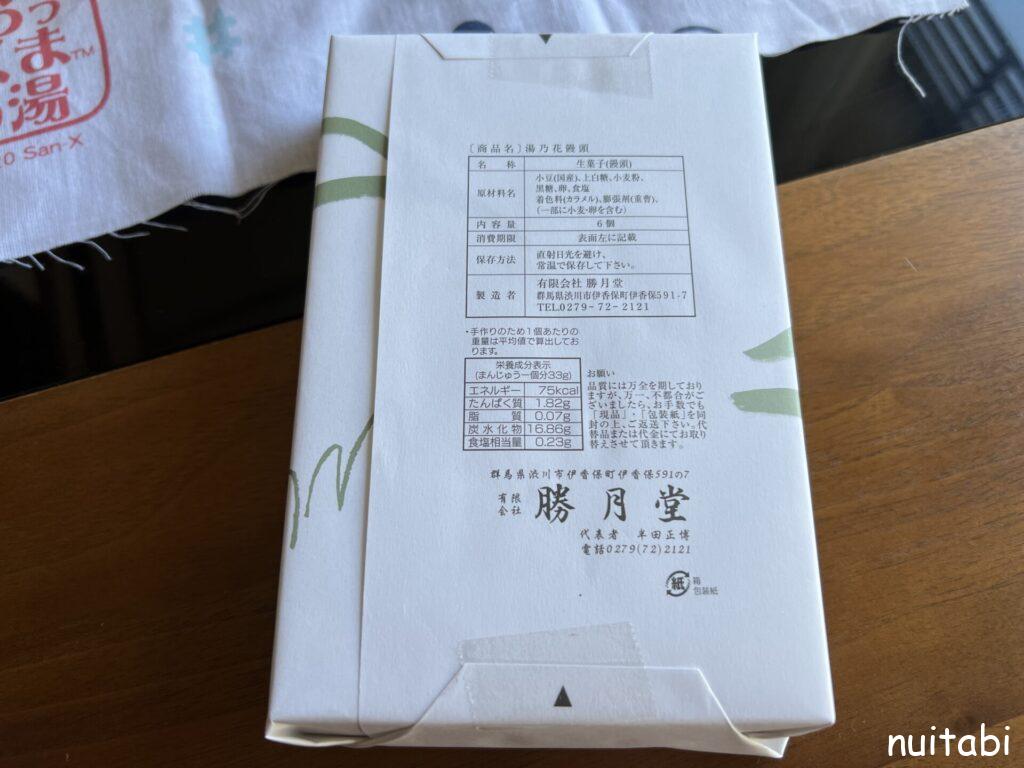 っま™
湯
0 San-X
〔商品名〕湯乃花饅頭
名称 生菓子(饅頭)
原材料名 小豆(国産)、上白糖、小麦粉、
黒糖、卵、食塩
着色料(カラメル)、膨張剤(重曹)、
(一部に小麦・卵を含む)
内容量 6個
消費期限 表面左に記載
保存方法 直射日光を避け、
常温で保存して下さい。
製造者 有限会社 勝月堂
群馬県渋川市伊香保町伊香保591-7
TEL.0279-72-2121
・手作りのため1個あたりの
重量は平均値で算出してお
ります。
栄養成分表示
(まんじゅう一個分33g)
エネルギー 75kcal
たんぱく質 1.82g
脂質 0.07g
炭水化物 16.86g
食塩相当量 0.23g
お願い
品質には万全を期しており
ますが、万一、不都合がご
ざいましたら、お手数でも
「現品」・「包装紙」を同
封の上、ご返送下さい。代
替品または代金にてお取り
替えさせて頂きます。
群馬県渋川市伊香保町伊香保591の7
有限会社 勝月堂
代表者 半田正博
電話0279(72)2121
紙 箱
包装紙
nuitabi